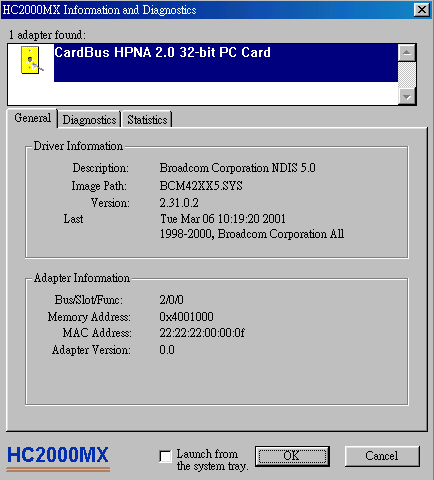 HC2000MX Information and Diagnostics
1 adapter found:
CardBus HPNA 2.0 32-bit PC Card
General Diagnostics Statistics
Driver Information
Description: Broadcom Corporation NDIS 5.0
Image Path: BCM42XX5.SYS
Version: 2.31.0.2
Last Tue Mar 06 10:19:20 2001
1998-2000, Broadcom Corporation All
Adapter Information
Bus/Slot/Func: 2/0/0
Memory Address: 0x4001000
MAC Address: 22:22:22:00:00:0f
Adapter Version: 0.0
HC2000MX
Launch from
the system tray.
OK
Cancel